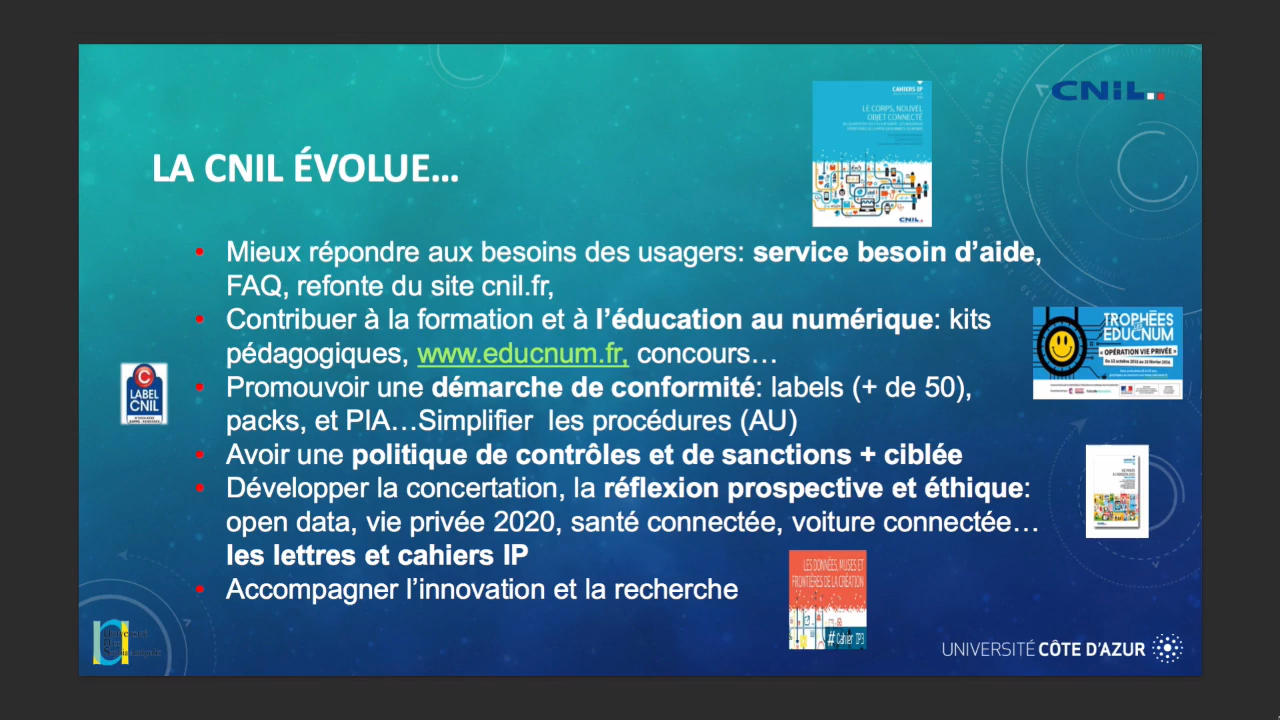 CAHIERS IP
LE CORPS, NOUVEL
OBJET CONNECTÉ
CNIL
CNIL
LA CNIL ÉVOLUE...
• Mieux répondre aux besoins des usagers: service besoin d’aide,
FAQ, refonte du site cnil.fr,
• Contribuer à la formation et à l’éducation au numérique: kits
pédagogiques, www.educnum.fr, concours…
TROPHÉES
LES
EDUCNUM
« OPÉRATION VIE PRIVÉE »
LABEL
CNIL
• Promouvoir une démarche de conformité: labels (+ de 50),
packs, et PIA…Simplifier  les procédures (AU)
• Avoir une politique de contrôles et de sanctions + ciblée
• Développer la concertation, la réflexion prospective et éthique:
open data, vie privée 2020, santé connectée, voiture connectée…
les lettres et cahiers IP
• Accompagner l’innovation et la recherche
LES DONNÉES, MUSES ET
FRONTIÈRES DE LA CRÉATION
# Cahier IP3
UNIVERSITÉ CÔTE D'AZUR